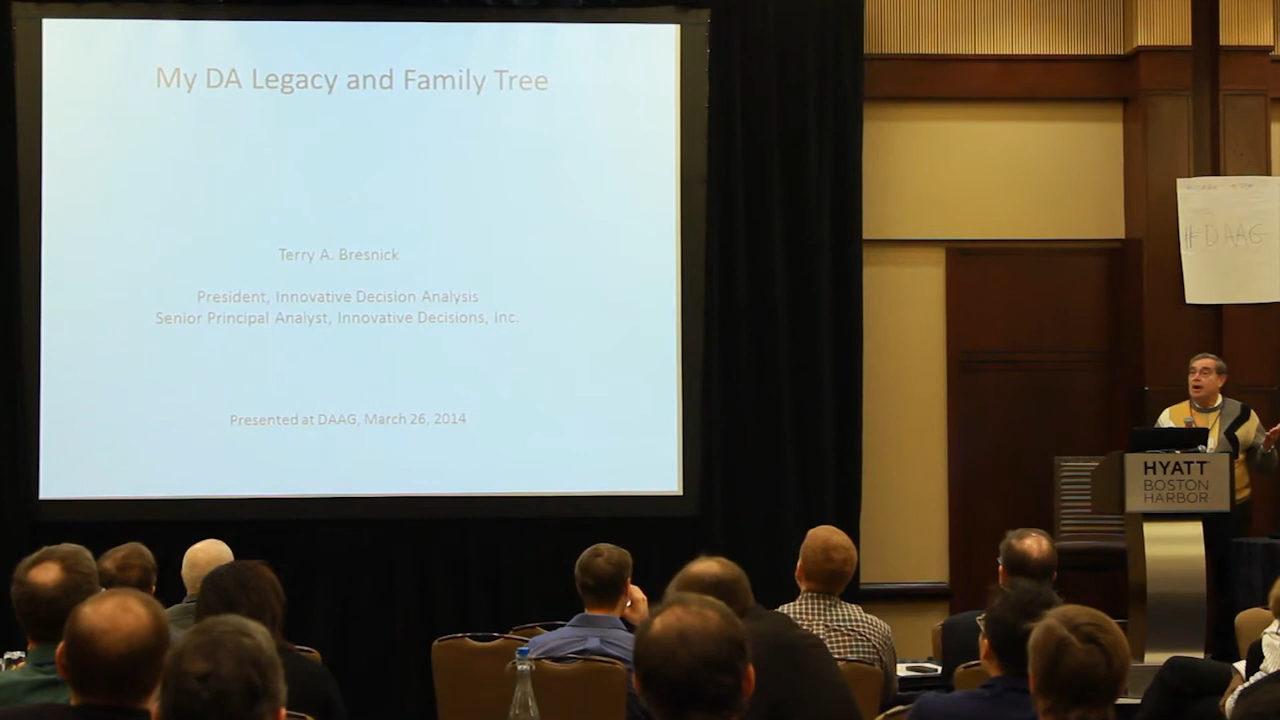 My DA Legacy and Family Tree
Terry A. Bresnick
President, Innovative Decision Analysis
Senior Principal Analyst, Innovative Decisions, Inc.
Presented at DAAG, March 26, 2014
#DAAG
HYATT
BOSTON
HARBOR